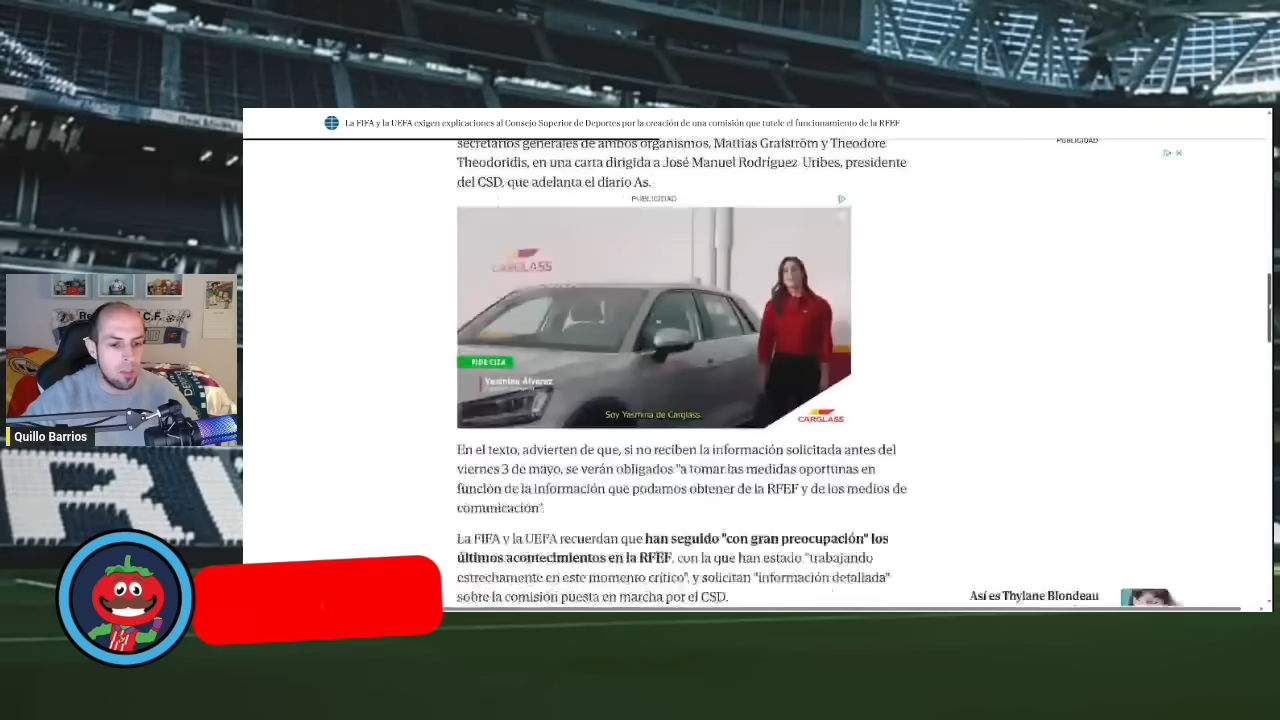 La FIFA y la UEFA exigen explicaciones al Consejo Superior de Deportes por la creación de una comisión que tutele el funcionamiento de la RFEF
secretarios generales de ambos organismos, Mattias Grafström y Theodore
Theodoridis, en una carta dirigida a José Manuel Rodríguez Uribes, presidente
del CSD, que adelanta el diario As.
PUBLICIDAD
PUBLICIDAD
CARGLASS
PIDE CITA
Yasmina Álvarez
Soy Yasmina de Carglass
CARGLASS
En el texto, advierten de que, si no reciben la información solicitada antes del
viernes 3 de mayo, se verán obligados "a tomar las medidas oportunas en
función de la información que podamos obtener de la RFEF y de los medios de
comunicación".
La FIFA y la UEFA recuerdan que han seguido "con gran preocupación" los
últimos acontecimientos en la RFEF, con la que han estado "trabajando
estrechamente en este momento crítico", y solicitan "información detallada"
sobre la comisión puesta en marcha por el CSD.
Así es Thylane Blondeau
Quillo Barrios